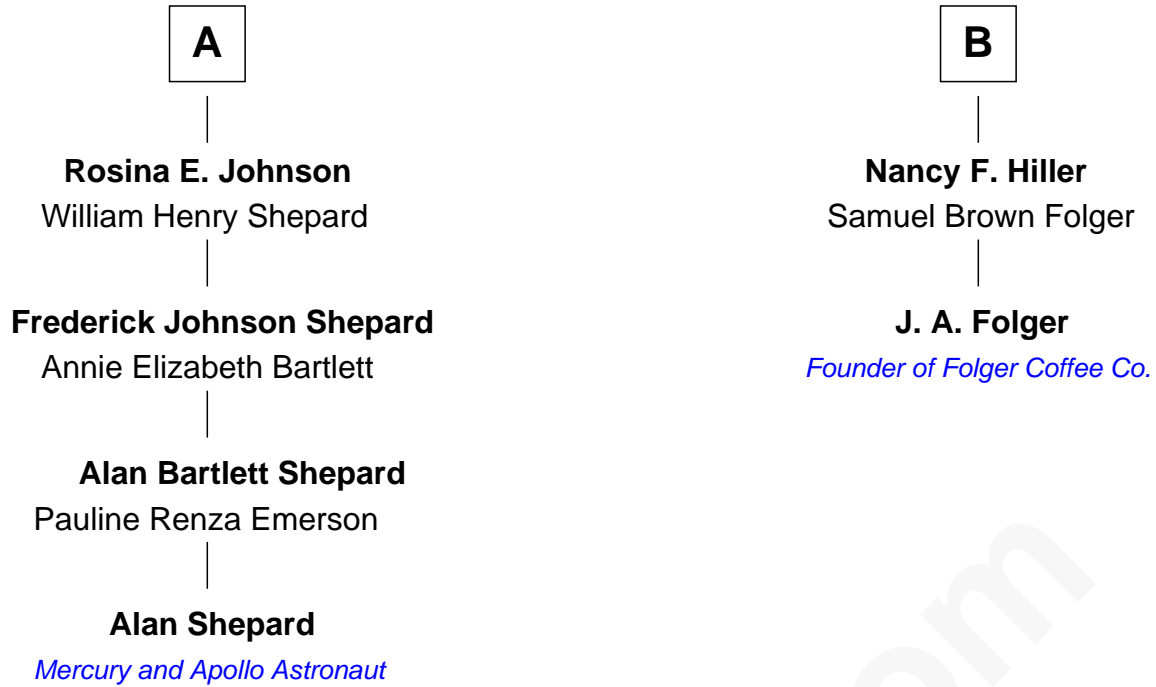 A
Rosina E. Johnson
William Henry Shepard
Frederick Johnson Shepard
Annie Elizabeth Bartlett
Alan Bartlett Shepard
Pauline Renza Emerson
Alan Shepard
Mercury and Apollo Astronaut
B
Nancy F. Hiller
Samuel Brown Folger
J. A. Folger
Founder of Folger Coffee Co.
om